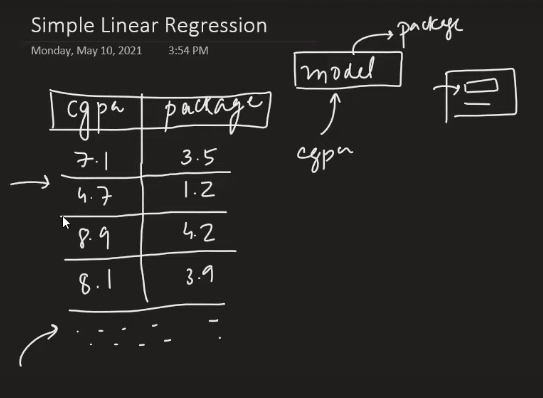 Simple Linear Regression
Monday, May 10, 2021 3:54 PM
package
model
cgpa
cgpa package
7.1 3.5
4.7 1.2
8.9 4.2
8.1 3.9